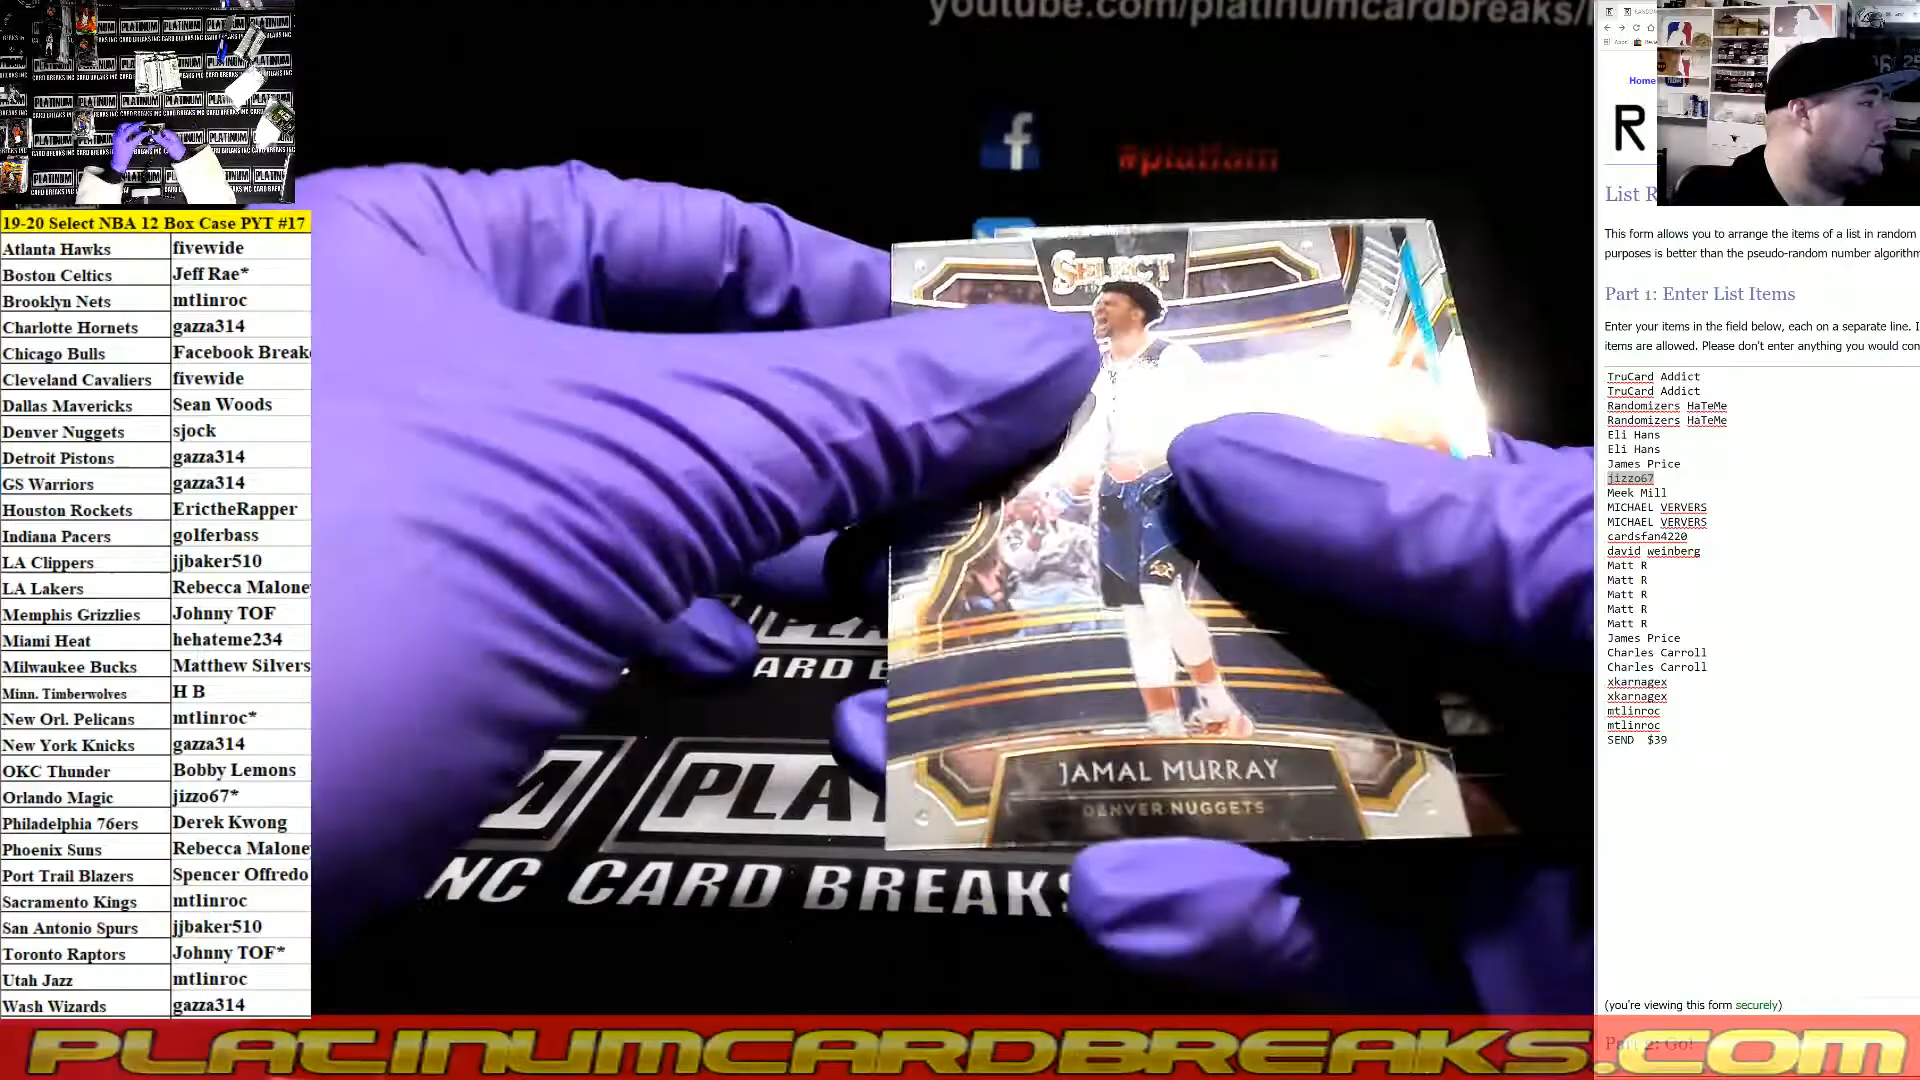 youtube.com/platinumcardbreaks/
#platfam
19-20 Select NBA 12 Box Case PYT #17
Atlanta Hawks fivewide
Boston Celtics Jeff Rae*
Brooklyn Nets mtlinroc
Charlotte Hornets gazza314
Chicago Bulls Facebook Break
Cleveland Cavaliers fivewide
Dallas Mavericks Sean Woods
Denver Nuggets sjock
Detroit Pistons gazza314
GS Warriors gazza314
Houston Rockets ErictheRapper
Indiana Pacers golferbass
LA Clippers jjbaker510
LA Lakers Rebecca Maloney
Memphis Grizzlies Johnny TOF
Miami Heat hehateme234
Milwaukee Bucks Matthew Silvers
Minn. Timberwolves H B
New Orl. Pelicans mtlinroc*
New York Knicks gazza314
OKC Thunder Bobby Lemons
Orlando Magic jizzo67*
Philadelphia 76ers Derek Kwong
Phoenix Suns Rebecca Maloney
Port Trail Blazers Spencer Offredo
Sacramento Kings mtlinroc
San Antonio Spurs jjbaker510
Toronto Raptors Johnny TOF*
Utah Jazz mtlinroc
Wash Wizards gazza314
SELECT
JAMAL MURRAY
DENVER NUGGETS
PLA
ARD B
NC CARD BREAKS
Home
R
List R
This form allows you to arrange the items of a list in random
purposes is better than the pseudo-random number algorithm
Part 1: Enter List Items
Enter your items in the field below, each on a separate line. I
items are allowed. Please don't enter anything you would con
TruCard Addict
TruCard Addict
Randomizers HaTeMe
Randomizers HaTeMe
Eli Hans
Eli Hans
James Price
jizzo67
Meek Mill
MICHAEL VERVERS
MICHAEL VERVERS
cardsfan4220
david weinberg
Matt R
Matt R
Matt R
Matt R
Matt R
James Price
Charles Carroll
Charles Carroll
xkarnagex
xkarnagex
mtlinroc
mtlinroc
SEND $39
(you're viewing this form securely)
Part 2: Go!
PLATINUMCARDBREAKS.COM